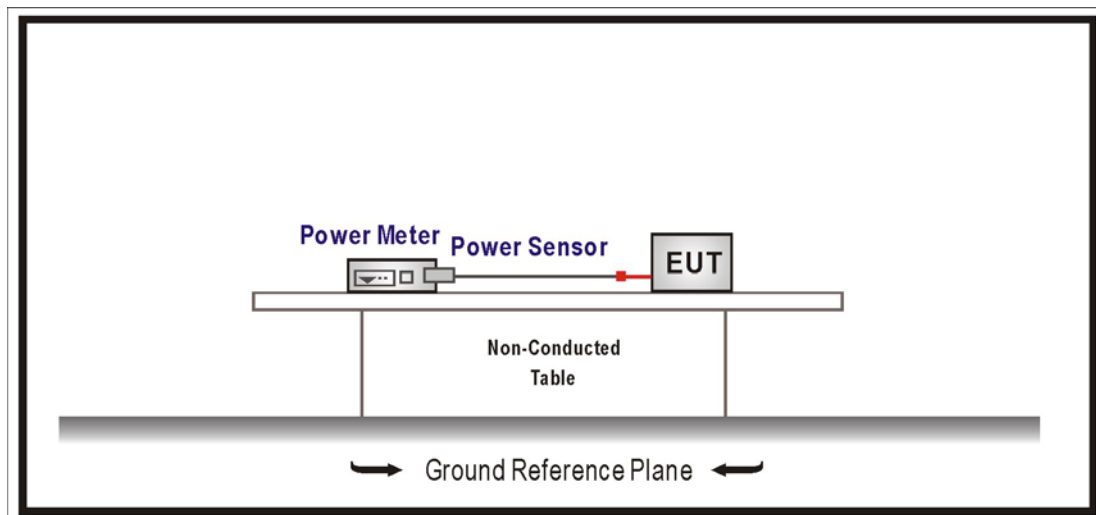 Power Meter
Power Sensor
EUT
Non-Conducted
Table
Ground Reference Plane